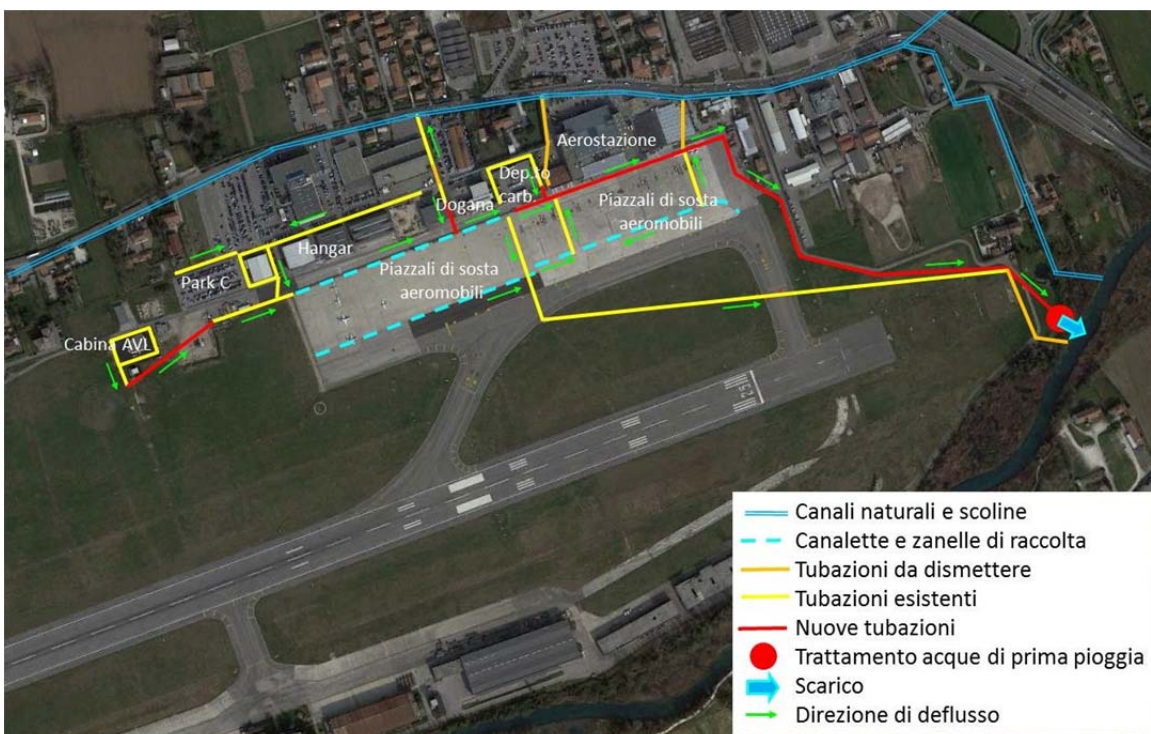 Aerostazione
Dep.to
carb.
Dogana
Piazzali di sosta
aeromobili
Hangar
Piazzali di sosta
aeromobili
Park C
Cabina AVL
29
Canali naturali e scoline
Canalette e zanelle di raccolta
Tubazioni da dismettere
Tubazioni esistenti
Nuove tubazioni
Trattamento acque di prima pioggia
Scarico
Direzione di deflusso